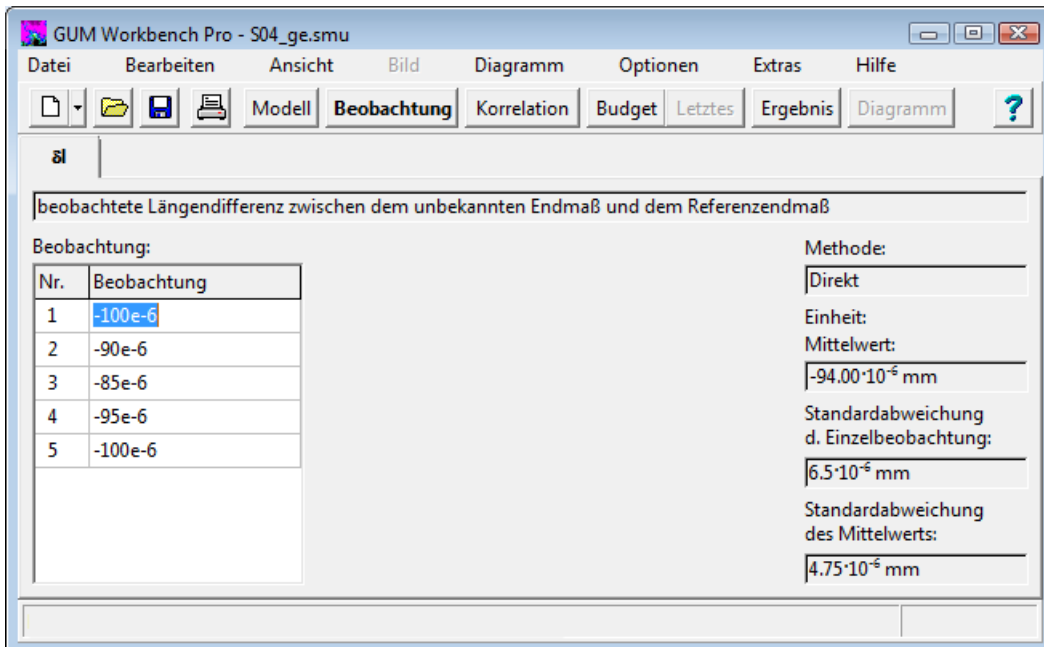 GUM Workbench Pro - S04_ge.smu
Datei Bearbeiten Ansicht Bild Diagramm Optionen Extras Hilfe
Modell Beobachtung Korrelation Budget Letztes Ergebnis Diagramm ?
δl
beobachtete Längendifferenz zwischen dem unbekannten Endmaß und dem Referenzendmaß
Beobachtung:
Nr. Beobachtung
1 -100e-6
2 -90e-6
3 -85e-6
4 -95e-6
5 -100e-6
Methode:
Direkt
Einheit:
Mittelwert:
-94.00·10⁻⁶ mm
Standardabweichung
d. Einzelbeobachtung:
6.5·10⁻⁶ mm
Standardabweichung
des Mittelwerts:
4.75·10⁻⁶ mm